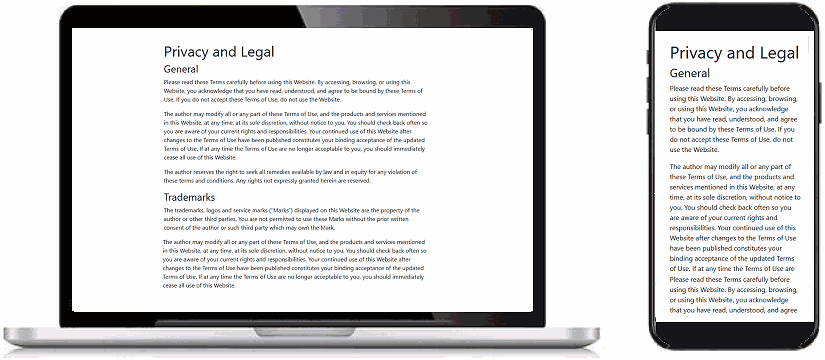 Privacy and Legal
General
Please read these Terms carefully before using this Website. By accessing, browsing, or using this
Website, you acknowledge that you have read, understood, and agree to be bound by these Terms of
Use. If you do not accept these Terms of Use, do not use the Website.
The author may modify all or any part of these Terms of Use, and the products and services mentioned
in this Website, at any time, at its sole discretion, without notice to you. You should check back often so
you are aware of your current rights and responsibilities. Your continued use of this Website after
changes to the Terms of Use have been published constitutes your binding acceptance of the updated
Terms of Use. If at any time the Terms of Use are no longer acceptable to you, you should immediately
cease all use of this Website.
The author reserves the right to seek all remedies available by law and in equity for any violation of
these terms and conditions. Any rights not expressly granted herein are reserved.
Trademarks
The trademarks, logos and service marks ("Marks") displayed on this Website are the property of the
author or other third parties. You are not permitted to use these Marks without the prior written
consent of the author or such third party which may own the Mark.
The author may modify all or any part of these Terms of Use, and the products and services mentioned
in this Website, at any time, at its sole discretion, without notice to you. You should check back often so
you are aware of your current rights and responsibilities. Your continued use of this Website after
changes to the Terms of Use have been published constitutes your binding acceptance of the updated
Terms of Use. If at any time the Terms of Use are no longer acceptable to you, you should immediately
cease all use of this Website.
Privacy and Legal
General
Please read these Terms carefully before
using this Website. By accessing, browsing,
or using this Website, you acknowledge
that you have read, understood, and agree
to be bound by these Terms of Use. If you
do not accept these Terms of Use, do not
use the Website.
The author may modify all or any part of
these Terms of Use, and the products and
services mentioned in this Website, at any
time, at its sole discretion, without notice to
you. You should check back often so you
are aware of your current rights and
responsibilities. Your continued use of this
Website after changes to the Terms of Use
have been published constitutes your
binding acceptance of the updated Terms
of Use. If at any time the Terms of Use are
Please read these Terms carefully before
using this Website. By accessing, browsing,
or using this Website, you acknowledge
that you have read, understood, and agree